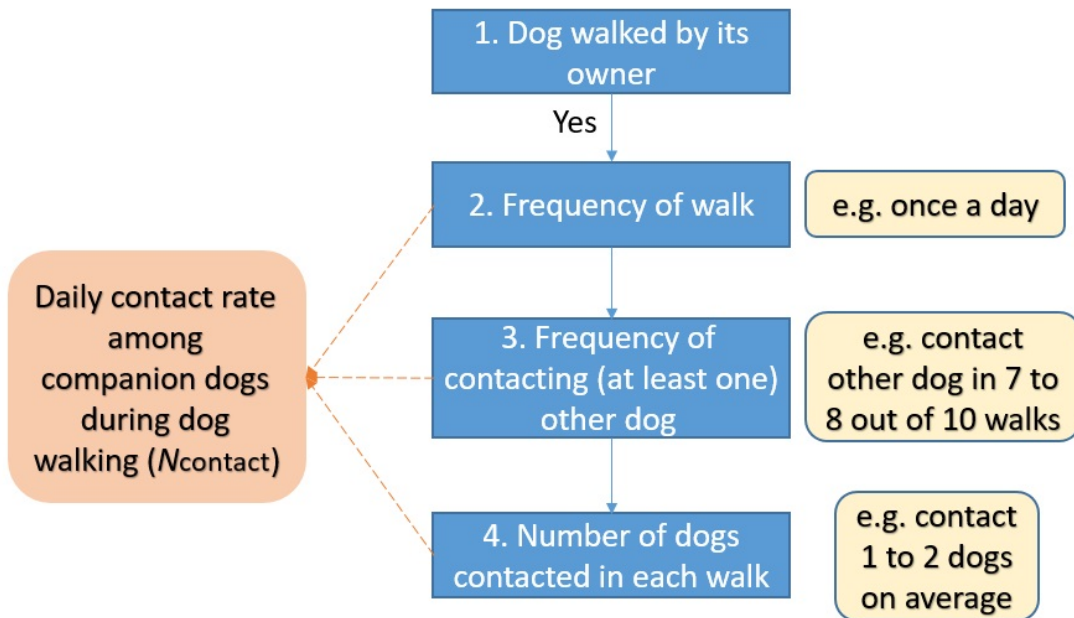 1. Dog walked by its
owner
Yes
2. Frequency of walk
e.g. once a day
Daily contact rate
among
companion dogs
during dog
walking (Ncontact)
3. Frequency of
contacting (at least one)
other dog
e.g. contact
other dog in 7 to
8 out of 10 walks
4. Number of dogs
contacted in each walk
e.g. contact
1 to 2 dogs
on average